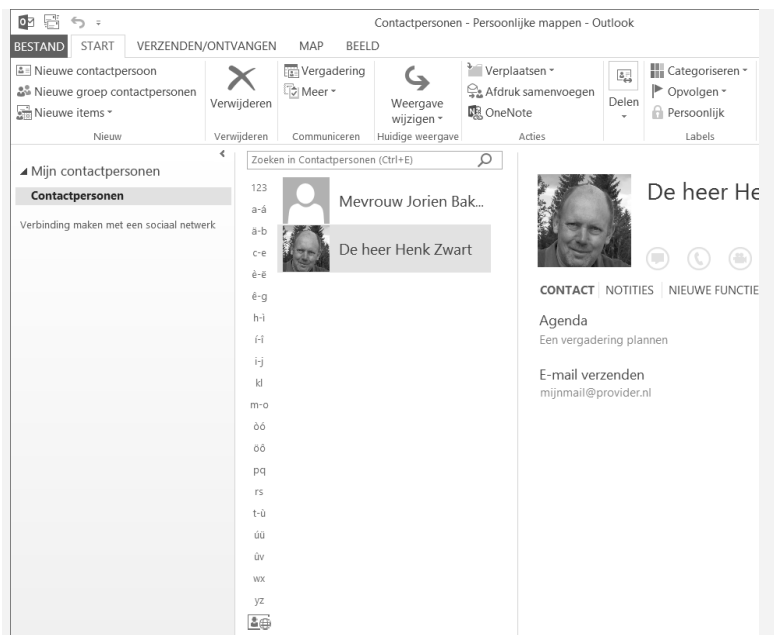 Contactpersonen - Persoonlijke mappen - Outlook
BESTAND START VERZENDEN/ONTVANGEN MAP BEELD
Nieuwe contactpersoon
Nieuwe groep contactpersonen
Nieuwe items
Nieuw
Verwijderen
Verwijderen
Vergadering
Meer
Communiceren
Weergave
wijzigen
Huidige weergave
Verplaatsen
Afdruk samenvoegen
OneNote
Acties
Delen
Categoriseren
Opvolgen
Persoonlijk
Labels
Mijn contactpersonen
Contactpersonen
Verbinding maken met een sociaal netwerk
Zoeken in Contactpersonen (Ctrl+E)
123
a-á
ä-b
c-e
è-ë
ê-g
h-ì
í-î
i-j
kl
m-o
òó
öô
pq
rs
t-ù
úü
ûv
wx
yz
Mevrouw Jorien Bak...
De heer Henk Zwart
De heer He
CONTACT NOTITIES NIEUWE FUNCTIE
Agenda
Een vergadering plannen
E-mail verzenden
mijnmail@provider.nl